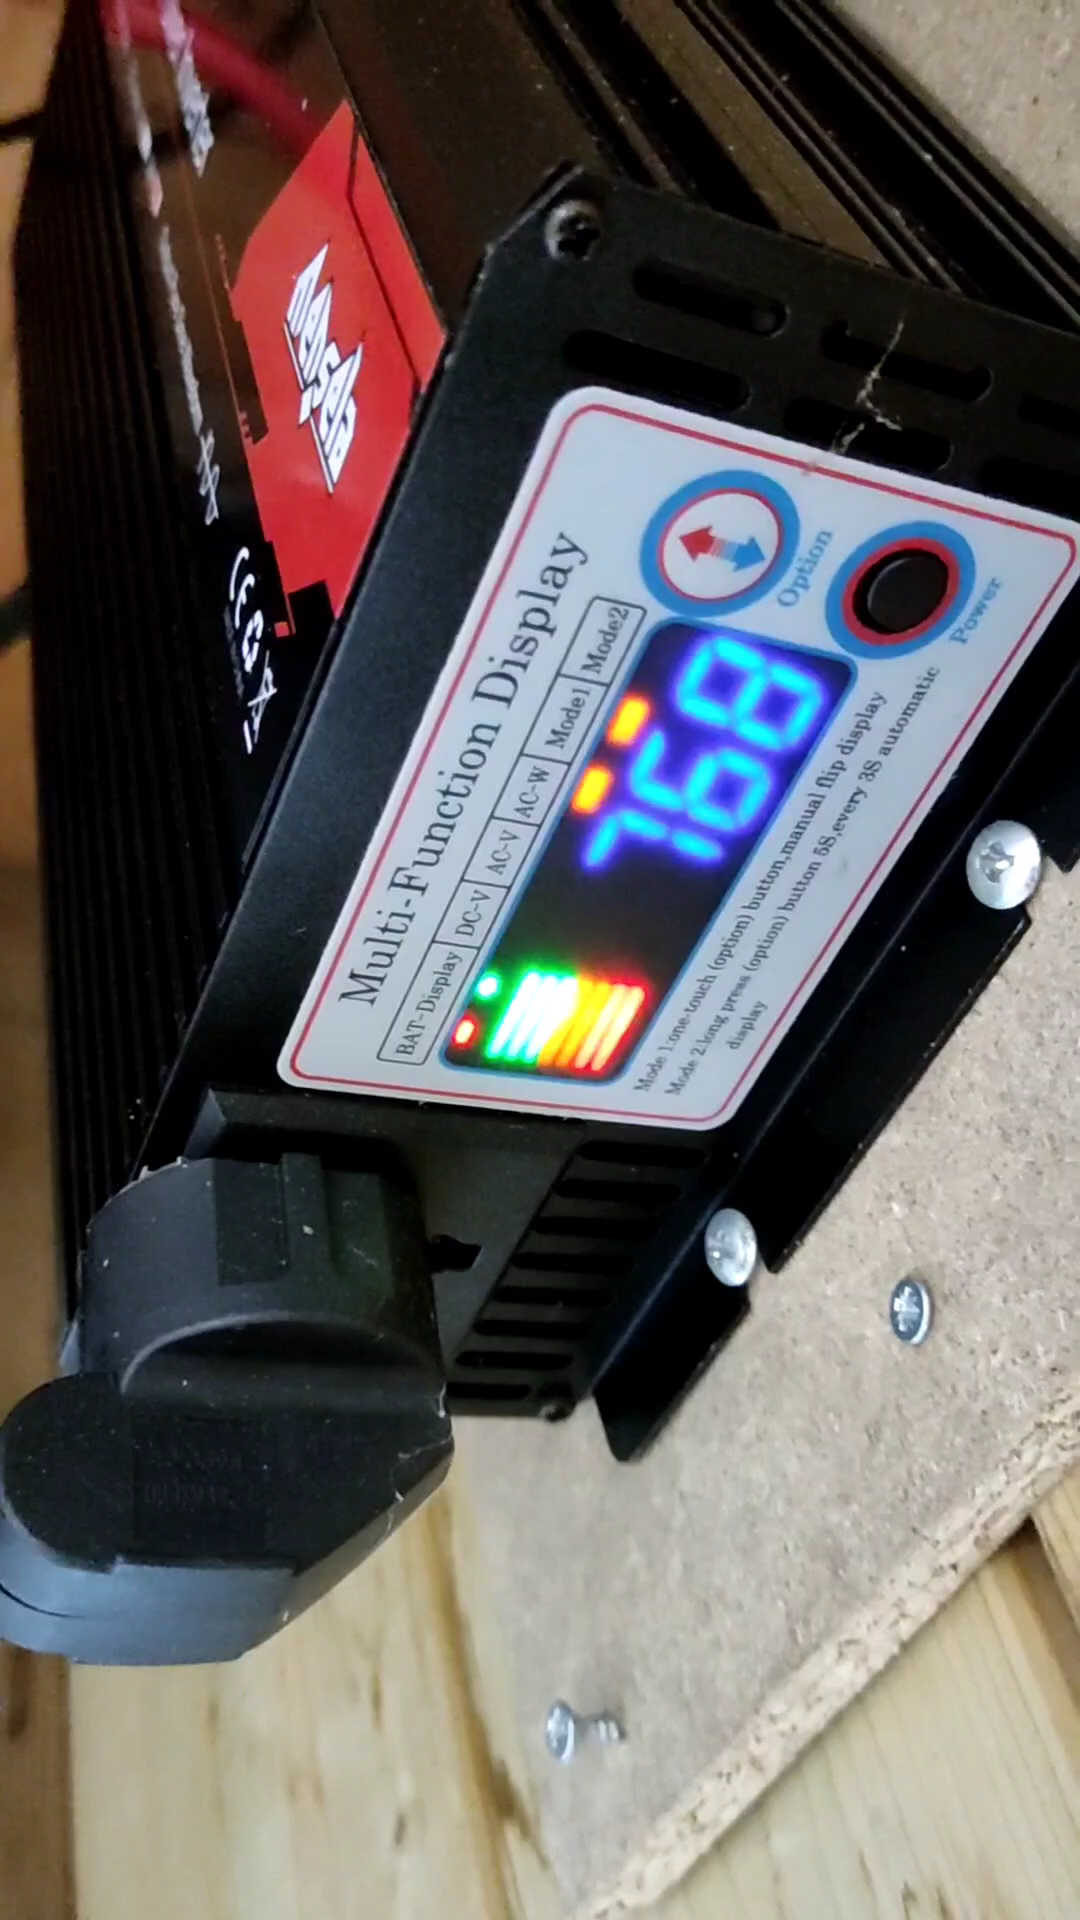 Multi-Function Display
BAT-Display DC-V AC-V AC-W Mode1 Mode2
768
Option
Power
Mode 1:one-touch (option) button,manual flip display
Mode 2:long press (option) button 5S,every 3S automatic
display
CE